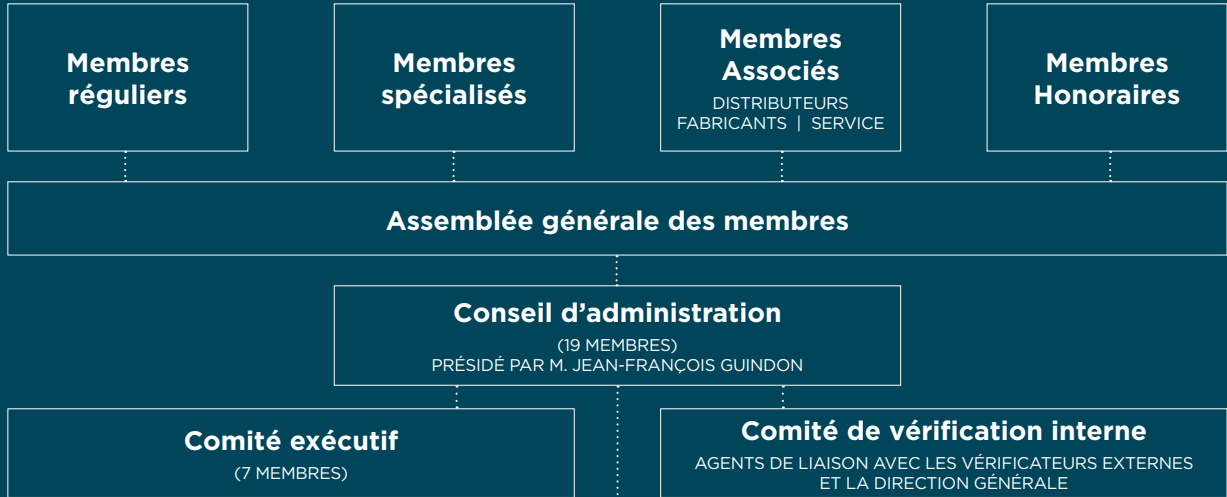 Membres
réguliers
Membres
spécialisés
Membres
Associés
DISTRIBUTEURS
FABRICANTS | SERVICE
Membres
Honoraires
Assemblée générale des membres
Conseil d’administration
(19 MEMBRES)
PRÉSIDÉ PAR M. JEAN-FRANÇOIS GUINDON
Comité exécutif
(7 MEMBRES)
Comité de vérification interne
AGENTS DE LIAISON AVEC LES VÉRIFICATEURS EXTERNES
ET LA DIRECTION GÉNÉRALE